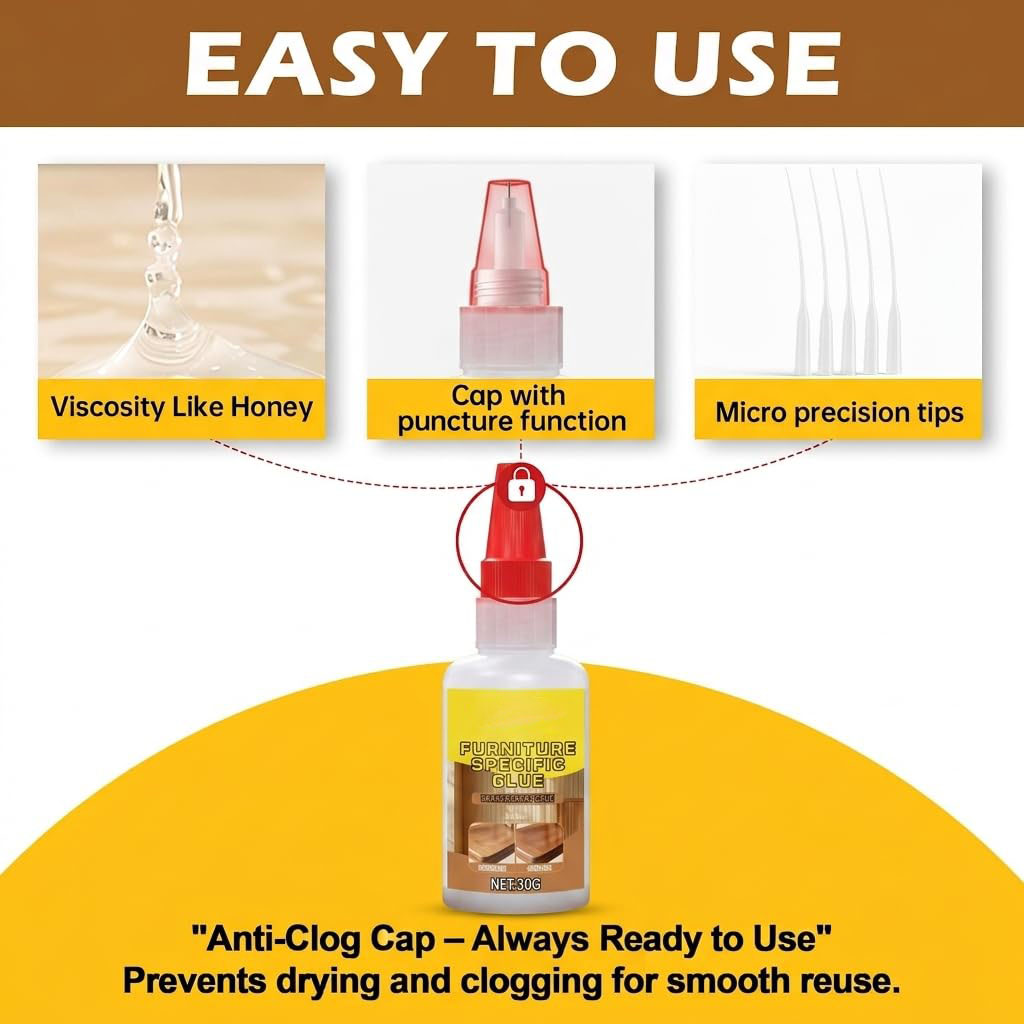 EASY TO USE
Viscosity Like Honey
Cap with
puncture function
Micro precision tips
FURNITURE
SPECIFIC
GLUE
NET:30G
"Anti-Clog Cap – Always Ready to Use"
Prevents drying and clogging for smooth reuse.